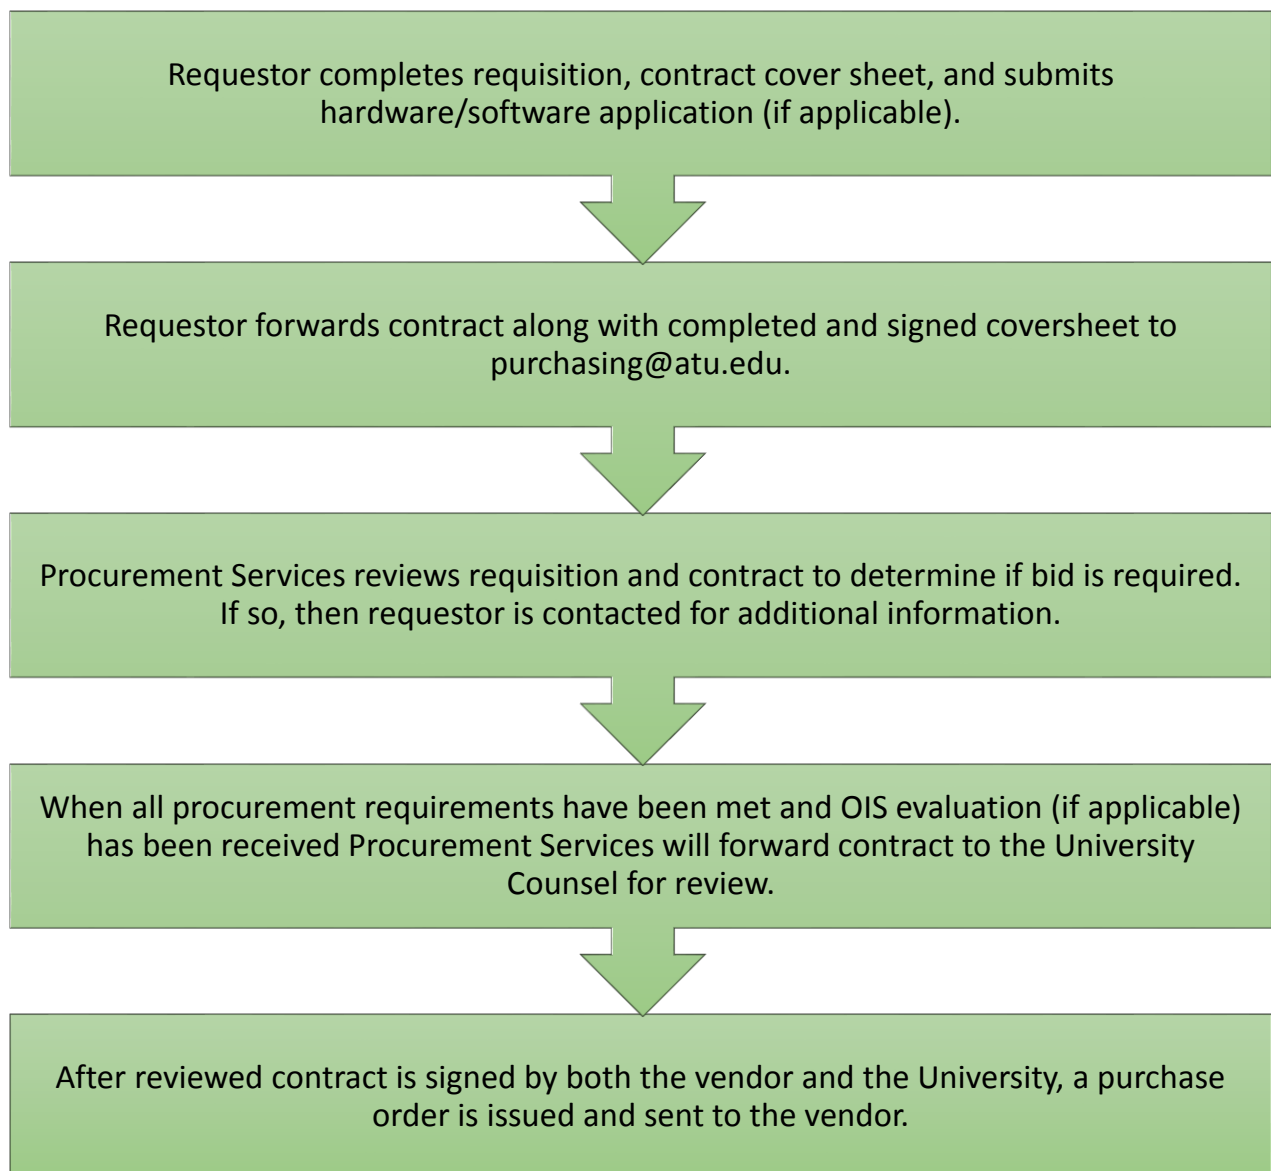 Requestor completes requisition, contract cover sheet, and submits
hardware/software application (if applicable).
Requestor forwards contract along with completed and signed coversheet to
purchasing@atu.edu.
Procurement Services reviews requisition and contract to determine if bid is required.
If so, then requestor is contacted for additional information.
When all procurement requirements have been met and OIS evaluation (if applicable)
has been received Procurement Services will forward contract to the University
Counsel for review.
After reviewed contract is signed by both the vendor and the University, a purchase
order is issued and sent to the vendor.